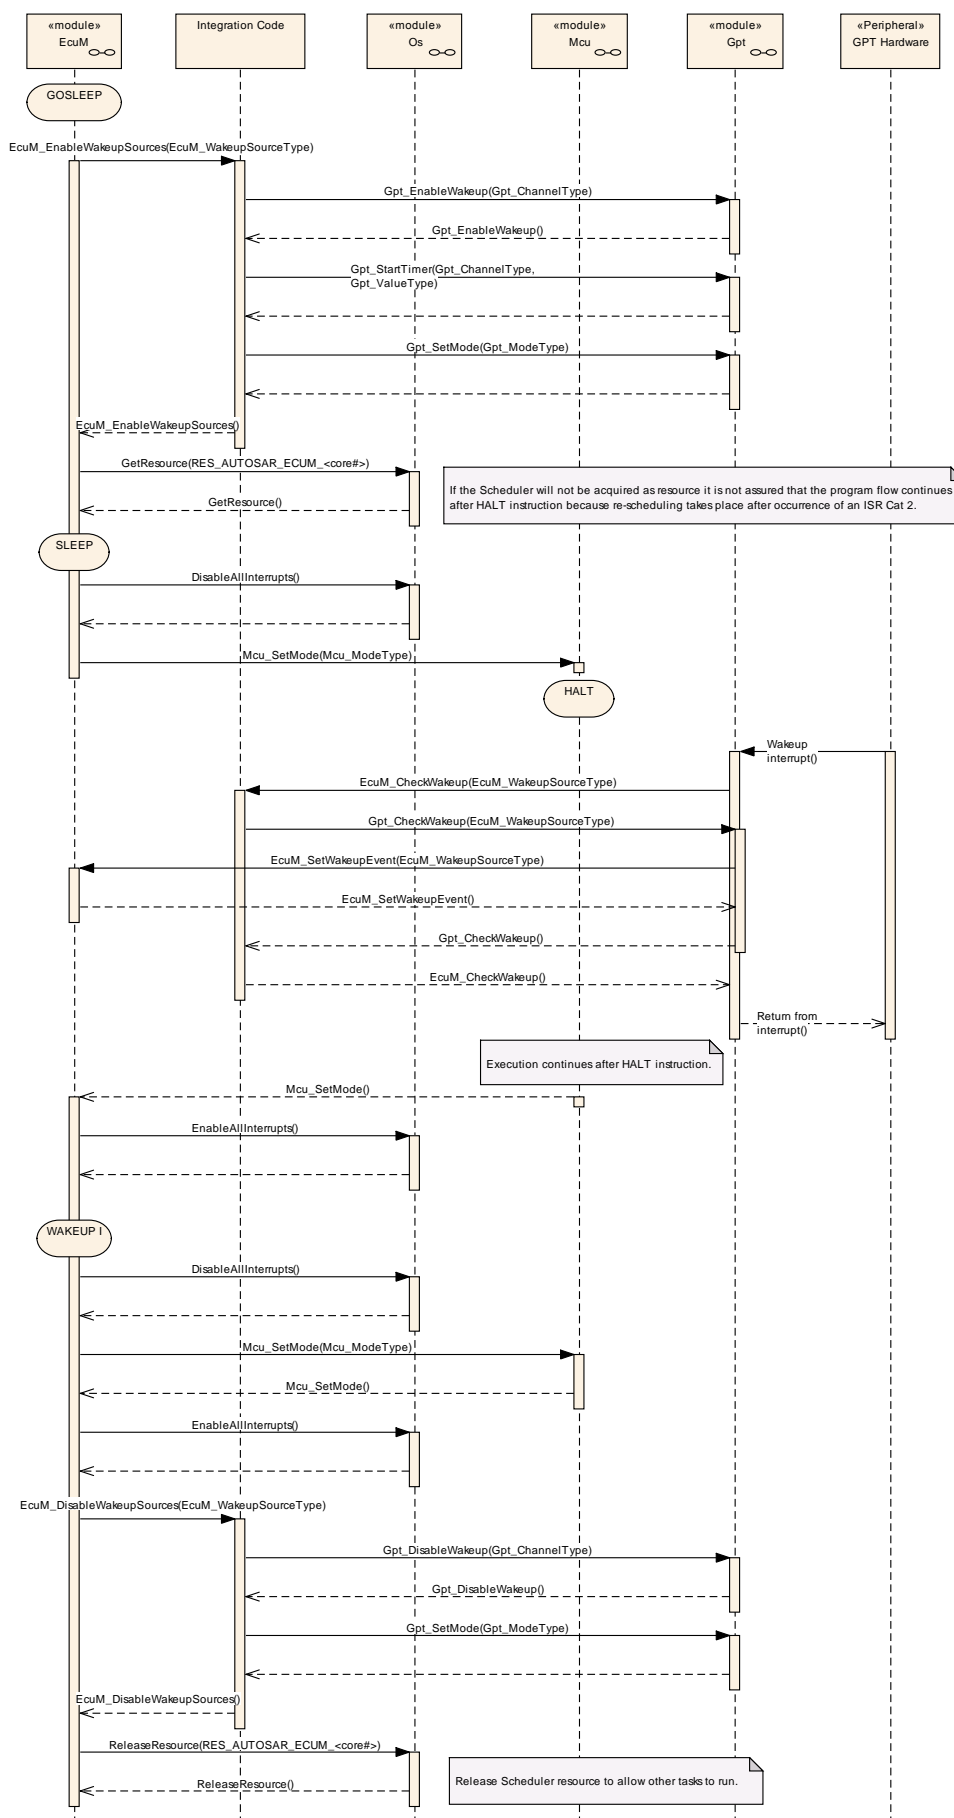 «module»
EcuM
Integration Code
«module»
Os
«module»
Mcu
«module»
Gpt
«Peripheral»
GPT Hardware
GOSLEEP
EcuM_EnableWakeupSources(EcuM_WakeupSourceType)
Gpt_EnableWakeup(Gpt_ChannelType)
Gpt_EnableWakeup()
Gpt_StartTimer(Gpt_ChannelType,
Gpt_ValueType)
Gpt_SetMode(Gpt_ModeType)
EcuM_EnableWakeupSources()
GetResource(RES_AUTOSAR_ECUM_<core#>)
GetResource()
If the Scheduler will not be acquired as resource it is not assured that the program flow continues
after HALT instruction because re-scheduling takes place after occurrence of an ISR Cat 2.
SLEEP
DisableAllInterrupts()
Mcu_SetMode(Mcu_ModeType)
HALT
Wakeup
interrupt()
EcuM_CheckWakeup(EcuM_WakeupSourceType)
Gpt_CheckWakeup(EcuM_WakeupSourceType)
EcuM_SetWakeupEvent(EcuM_WakeupSourceType)
EcuM_SetWakeupEvent()
Gpt_CheckWakeup()
EcuM_CheckWakeup()
Return from
interrupt()
Execution continues after HALT instruction.
Mcu_SetMode()
EnableAllInterrupts()
WAKEUP I
DisableAllInterrupts()
Mcu_SetMode(Mcu_ModeType)
Mcu_SetMode()
EnableAllInterrupts()
EcuM_DisableWakeupSources(EcuM_WakeupSourceType)
Gpt_DisableWakeup(Gpt_ChannelType)
Gpt_DisableWakeup()
Gpt_SetMode(Gpt_ModeType)
EcuM_DisableWakeupSources()
ReleaseResource(RES_AUTOSAR_ECUM_<core#>)
ReleaseResource()
Release Scheduler resource to allow other tasks to run.